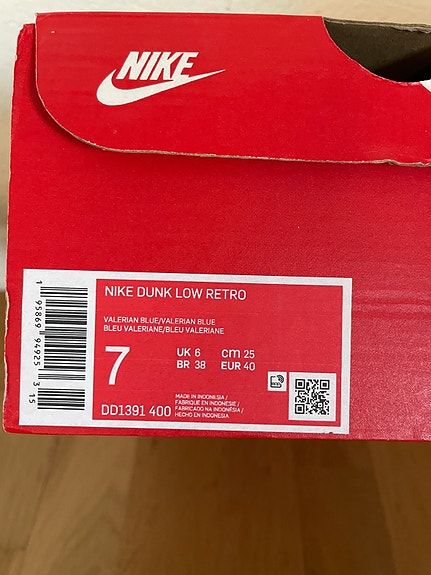 NIKE
NIKE DUNK LOW RETRO
VALERIAN BLUE/VALERIAN BLUE
BLEU VALERIANE/BLEU VALERIANE
7
UK 6 cm 25
BR 38 EUR 40
DD1391 400
MADE IN INDONESIA /
FABRIQUE EN INDONESIE /
FABRICADO NA INDONÉSIA /
HECHO EN INDONESIA
1 95869 94925 3 15